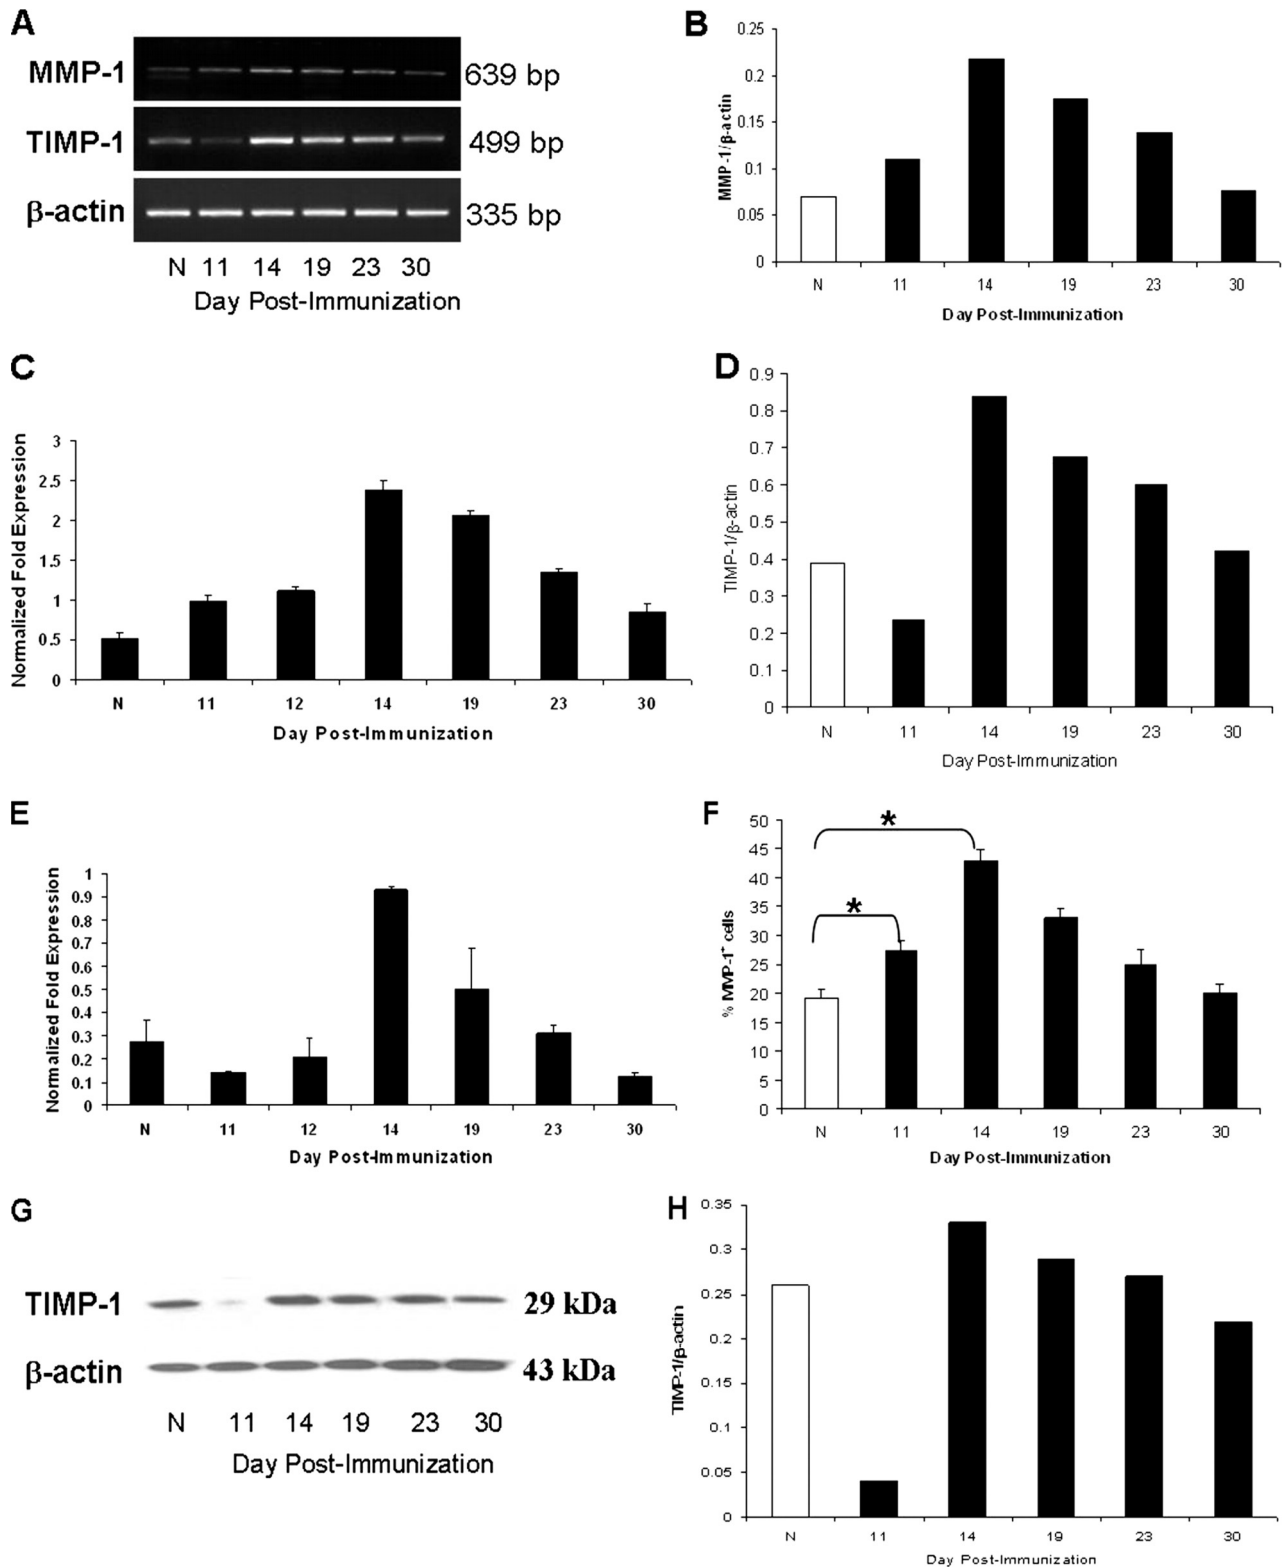 A
MMP-1
639 bp
TIMP-1
499 bp
β-actin
335 bp
N 11 14 19 23 30
Day Post-Immunization
B
MMP-1/β-actin
0.25
0.2
0.15
0.1
0.05
0
N 11 14 19 23 30
Day Post-Immunization
C
Normalized Fold Expression
3
2.5
2
1.5
1
0.5
0
N 11 12 14 19 23 30
Day Post-Immunization
D
TIMP-1/β-actin
0.9
0.8
0.7
0.6
0.5
0.4
0.3
0.2
0.1
0
N 11 14 19 23 30
Day Post-Immunization
E
Normalized Fold Expression
1
0.9
0.8
0.7
0.6
0.5
0.4
0.3
0.2
0.1
0
N 11 12 14 19 23 30
Day Post-Immunization
F
% MMP-1+ cells
50
45
40
35
30
25
20
15
10
5
0
*
*
N 11 14 19 23 30
Day Post-Immunization
G
TIMP-1
29 kDa
β-actin
43 kDa
N 11 14 19 23 30
Day Post-Immunization
H
TIMP-1/β-actin
0.35
0.3
0.25
0.2
0.15
0.1
0.05
0
N 11 14 19 23 30
Day Post-Immunization